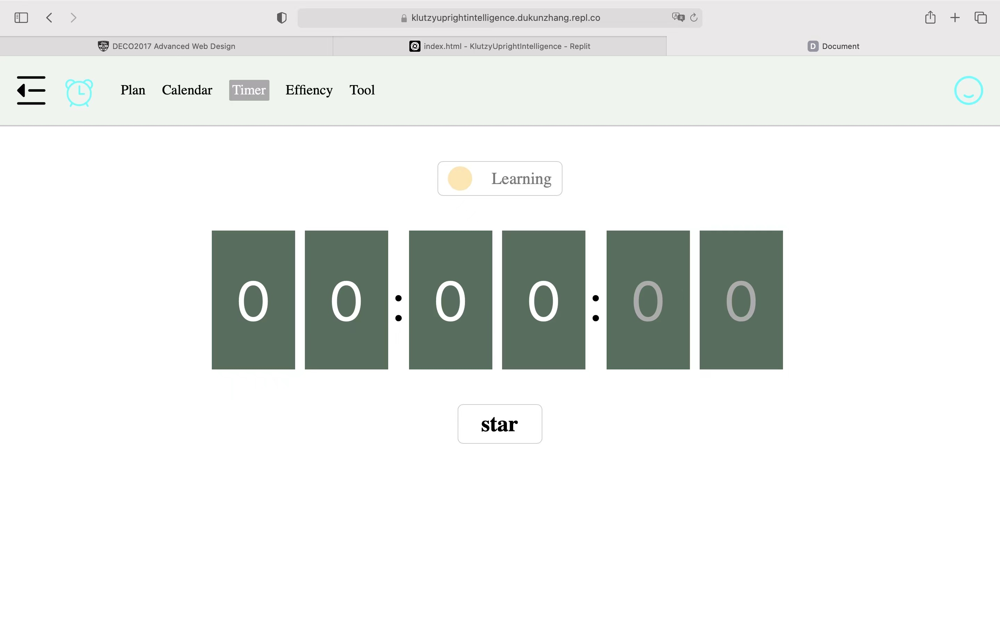 klutzyuprightintelligence.dukunzhang.repl.co
DECO2017 Advanced Web Design
index.html - KlutzyUprightIntelligence - Replit
D Document
Plan Calendar Timer Effiency Tool
Learning
0 0 : 0 0 : 0 0
star